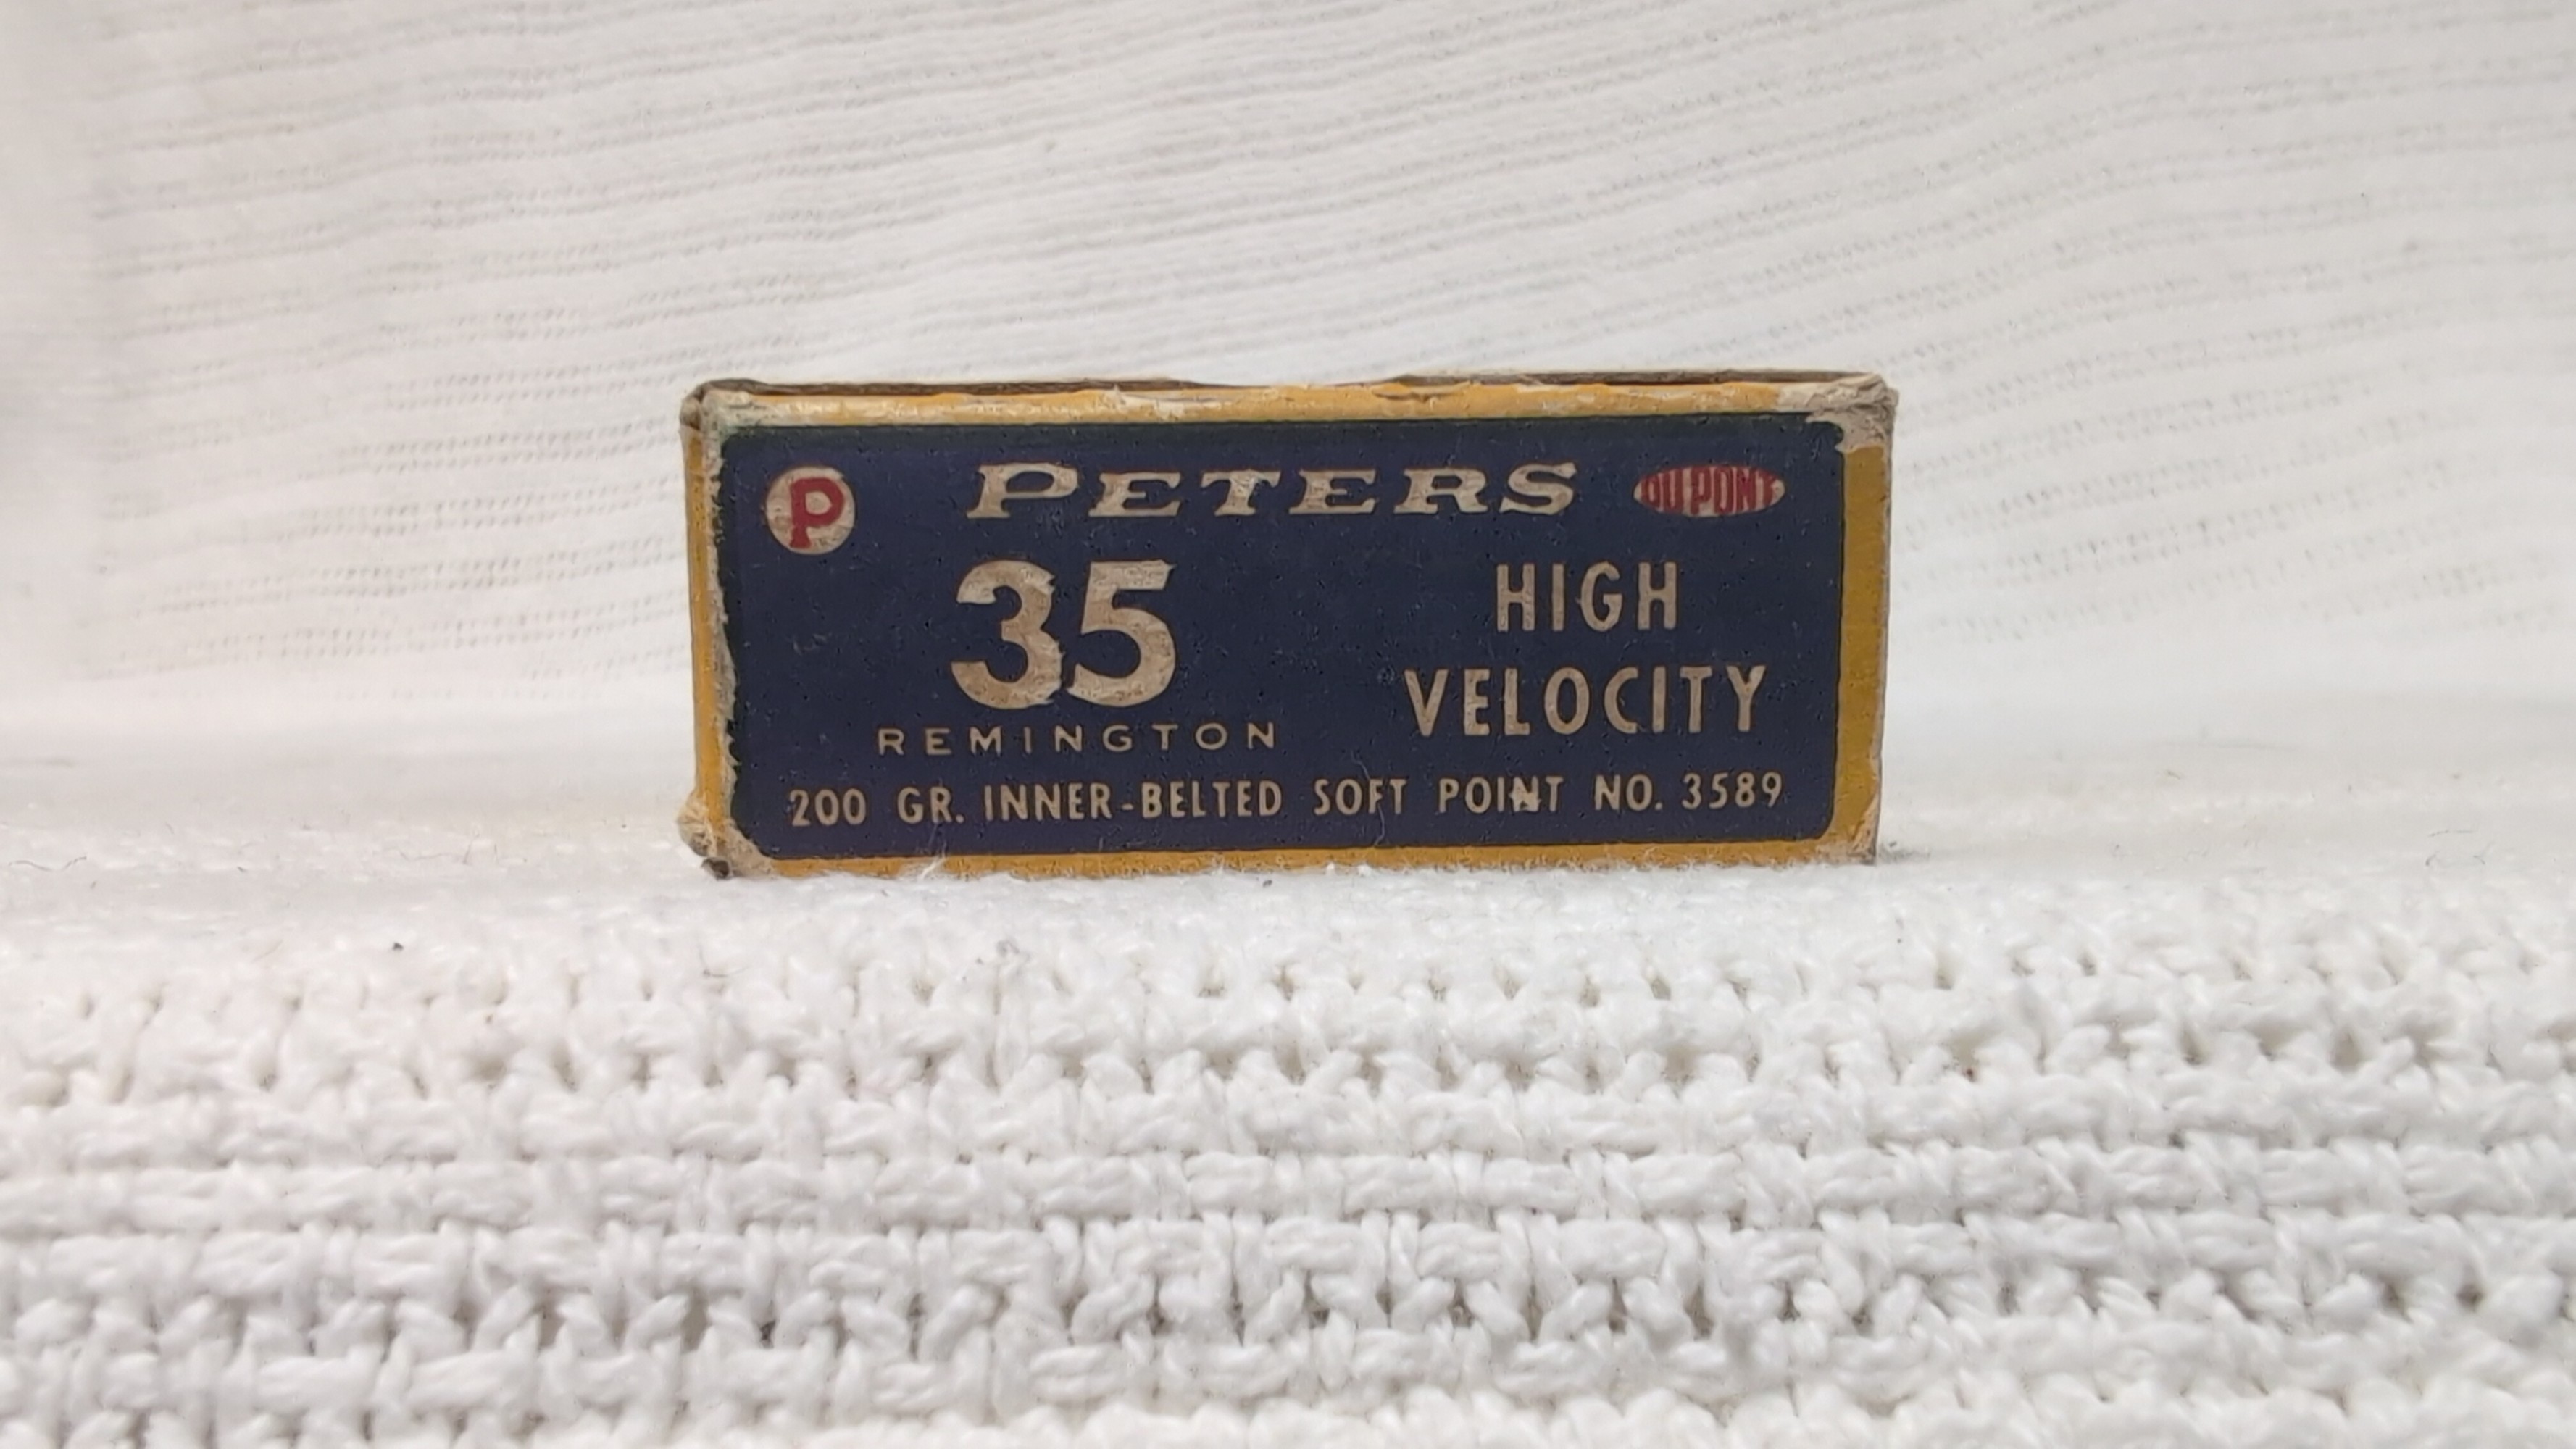 P PETERS DU PONT
35 HIGH
REMINGTON VELOCITY
200 GR. INNER-BELTED SOFT POINT NO. 3589